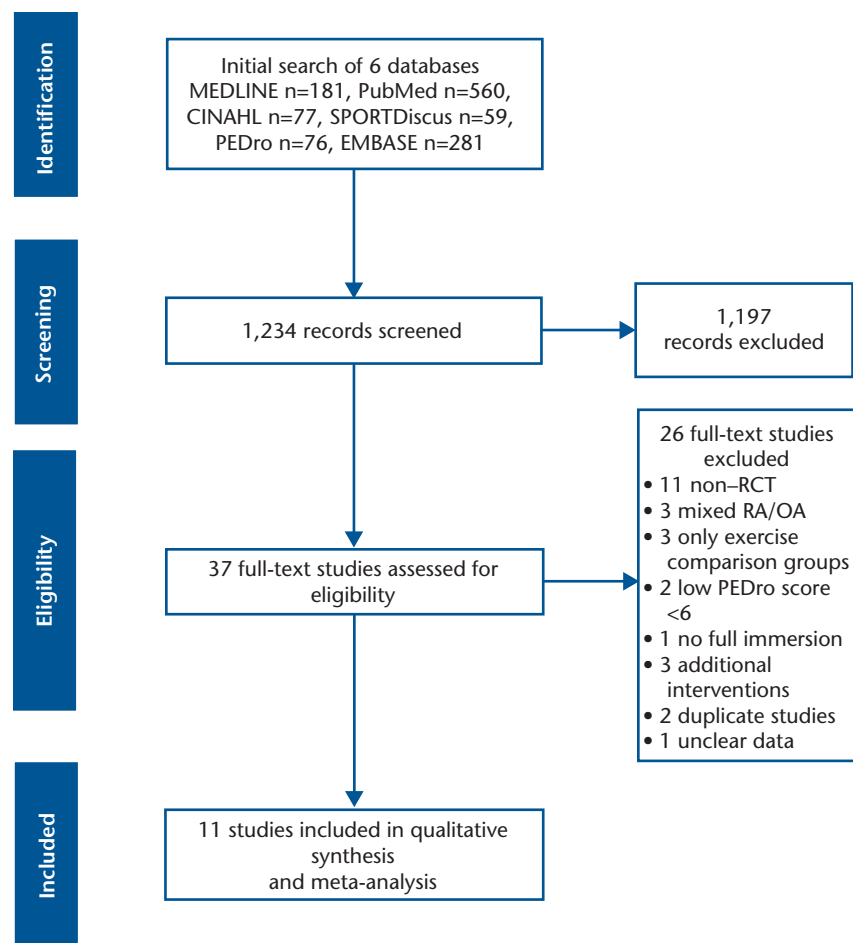 Identification
Initial search of 6 databases
MEDLINE n=181, PubMed n=560,
CINAHL n=77, SPORTDiscus n=59,
PEDro n=76, EMBASE n=281
Screening
1,234 records screened
1,197
records excluded
Eligibility
37 full-text studies assessed for
eligibility
26 full-text studies
excluded
• 11 non–RCT
• 3 mixed RA/OA
• 3 only exercise
comparison groups
• 2 low PEDro score
<6
• 1 no full immersion
• 3 additional
interventions
• 2 duplicate studies
• 1 unclear data
Included
11 studies included in qualitative
synthesis
and meta-analysis